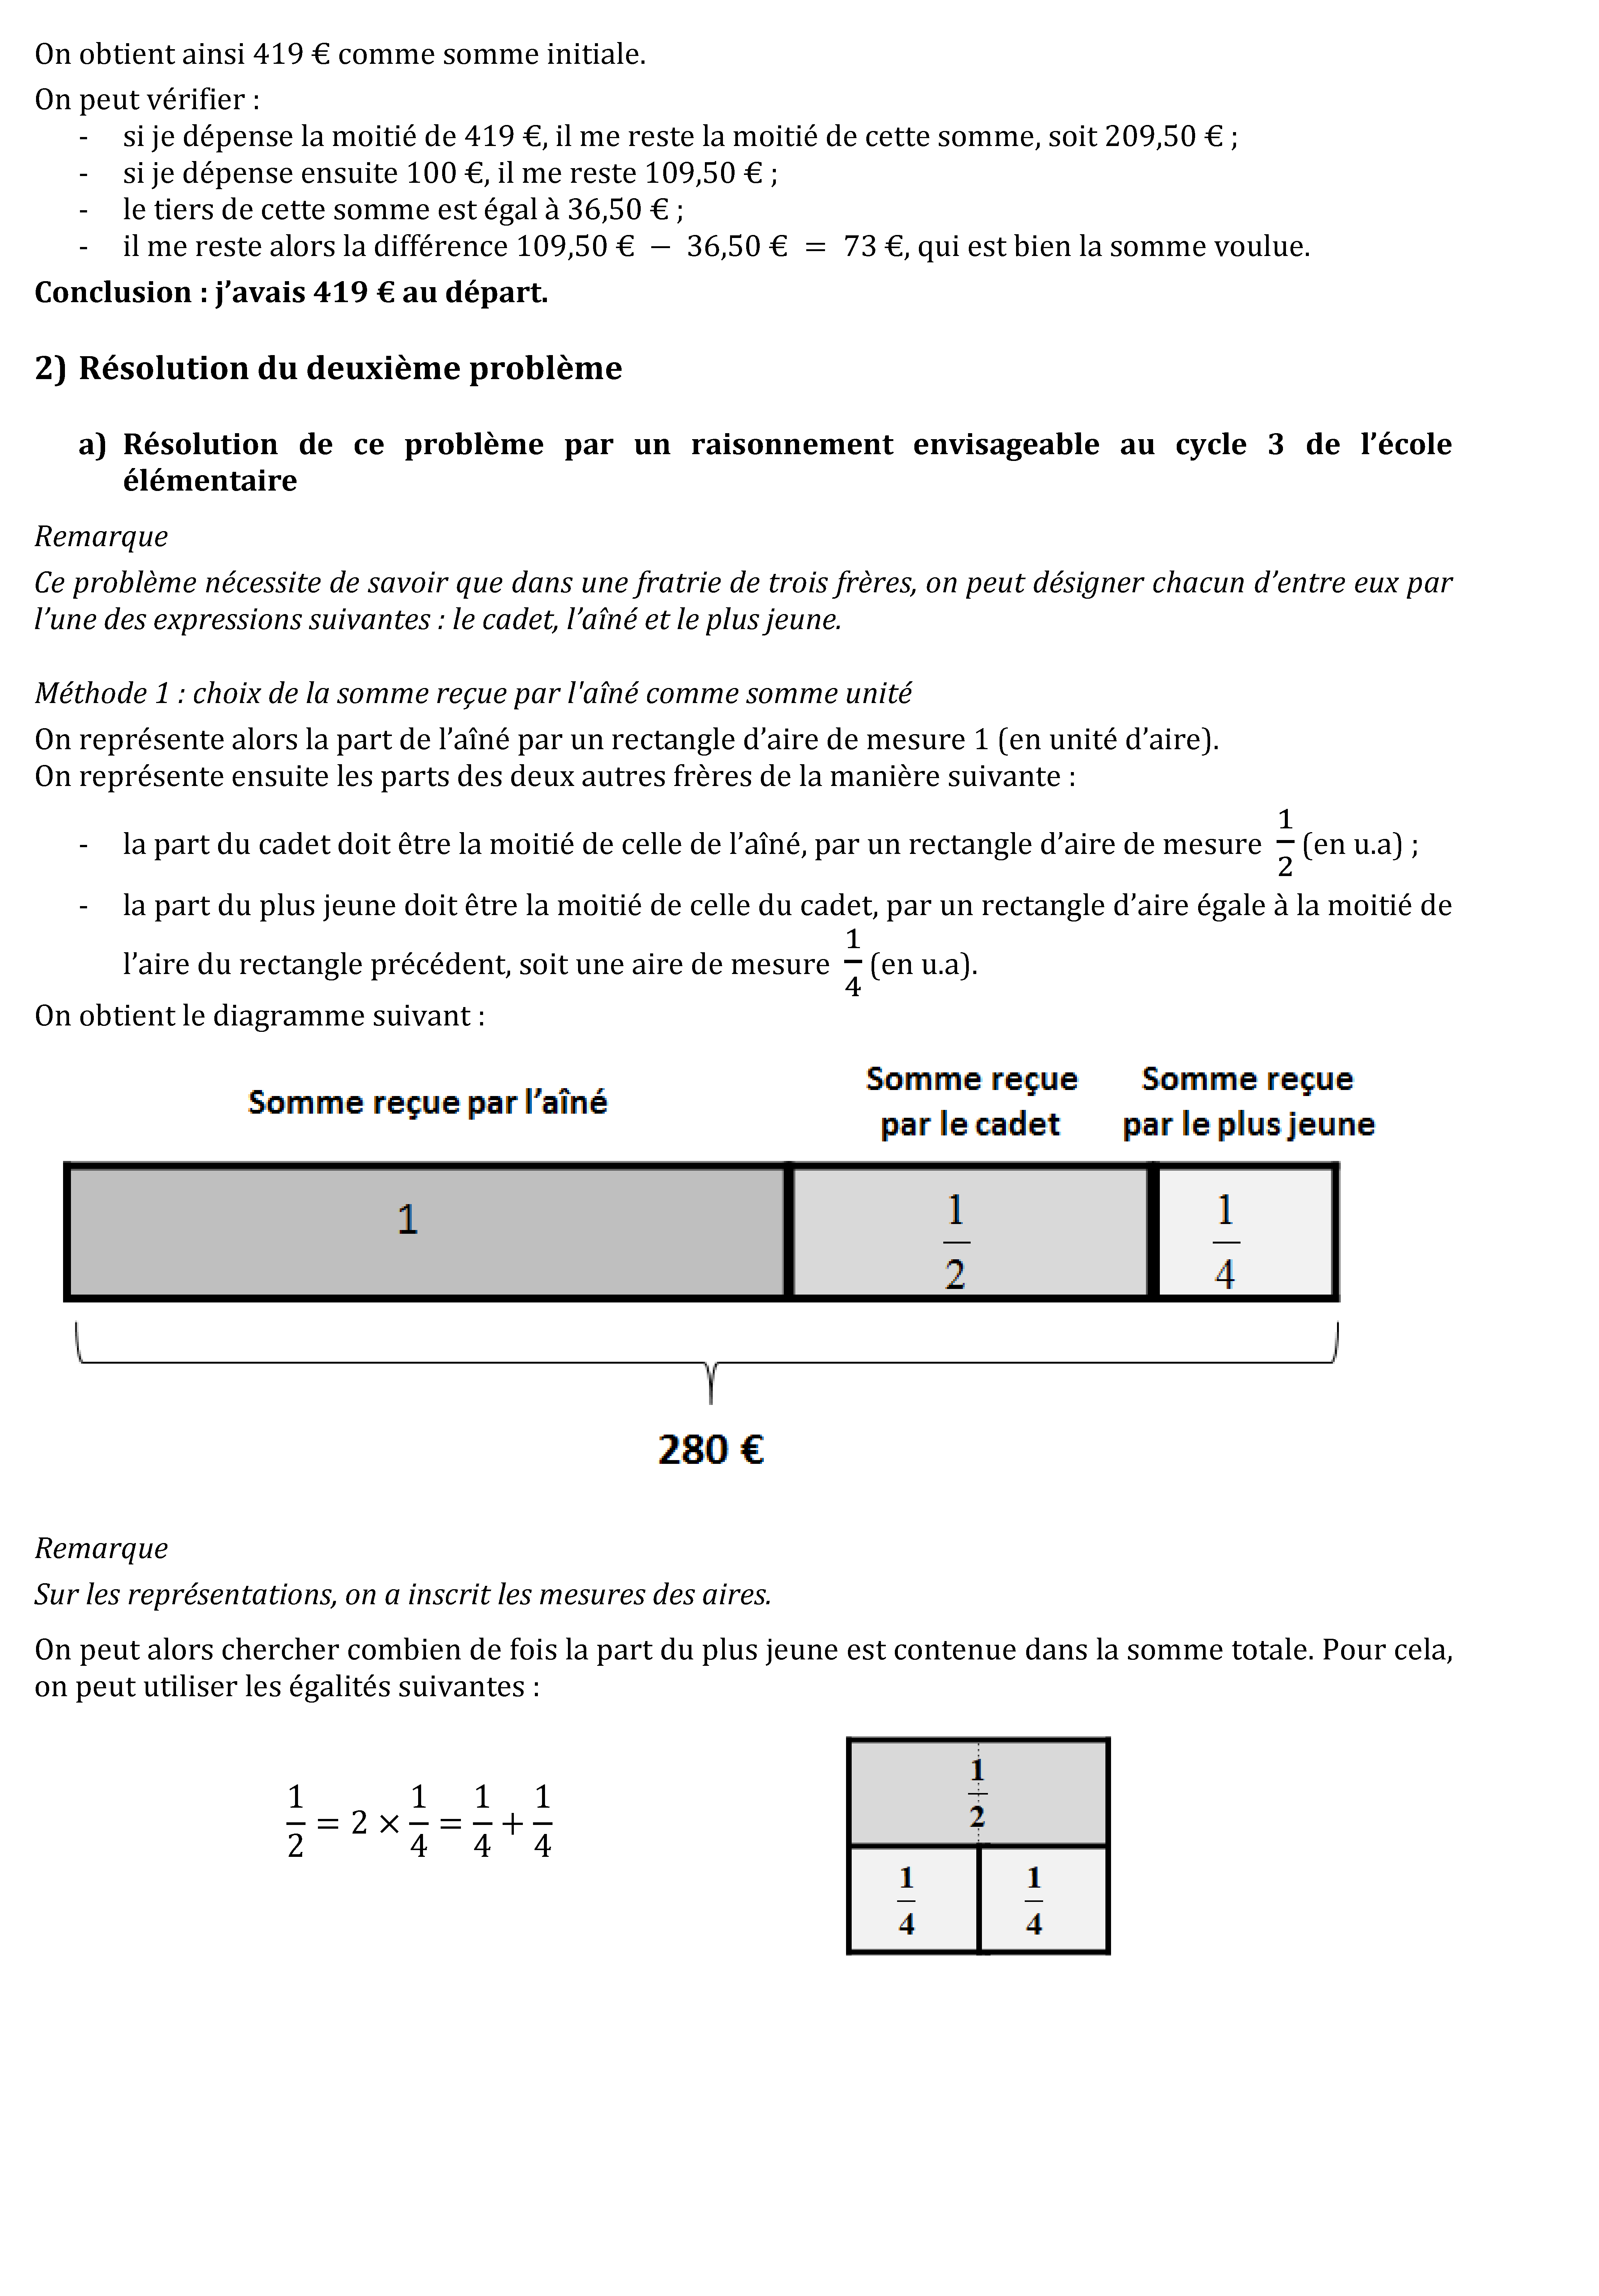 On obtient ainsi 419 € comme somme initiale.
On peut vérifier :
- si je dépense la moitié de 419 €, il me reste la moitié de cette somme, soit 209,50 € ;
- si je dépense ensuite 100 €, il me reste 109,50 € ;
- le tiers de cette somme est égal à 36,50 € ;
- il me reste alors la différence 109,50 € − 36,50 € = 73 €, qui est bien la somme voulue.
Conclusion : j’avais 419 € au départ.
2) Résolution du deuxième problème
a) Résolution de ce problème par un raisonnement envisageable au cycle 3 de l’école
élémentaire
Remarque
Ce problème nécessite de savoir que dans une fratrie de trois frères, on peut désigner chacun d’entre eux par
l’une des expressions suivantes : le cadet, l’aîné et le plus jeune.
Méthode 1 : choix de la somme reçue par l'aîné comme somme unité
On représente alors la part de l’aîné par un rectangle d’aire de mesure 1 (en unité d’aire).
On représente ensuite les parts des deux autres frères de la manière suivante :
- la part du cadet doit être la moitié de celle de l’aîné, par un rectangle d’aire de mesure 1/2 (en u.a) ;
- la part du plus jeune doit être la moitié de celle du cadet, par un rectangle d’aire égale à la moitié de
l’aire du rectangle précédent, soit une aire de mesure 1/4 (en u.a).
On obtient le diagramme suivant :
Somme reçue par l’aîné
Somme reçue
par le cadet
Somme reçue
par le plus jeune
1
1/2
1/4
280 €
Remarque
Sur les représentations, on a inscrit les mesures des aires.
On peut alors chercher combien de fois la part du plus jeune est contenue dans la somme totale. Pour cela,
on peut utiliser les égalités suivantes :
1/2 = 2 × 1/4 = 1/4 + 1/4
1/2
1/4 1/4